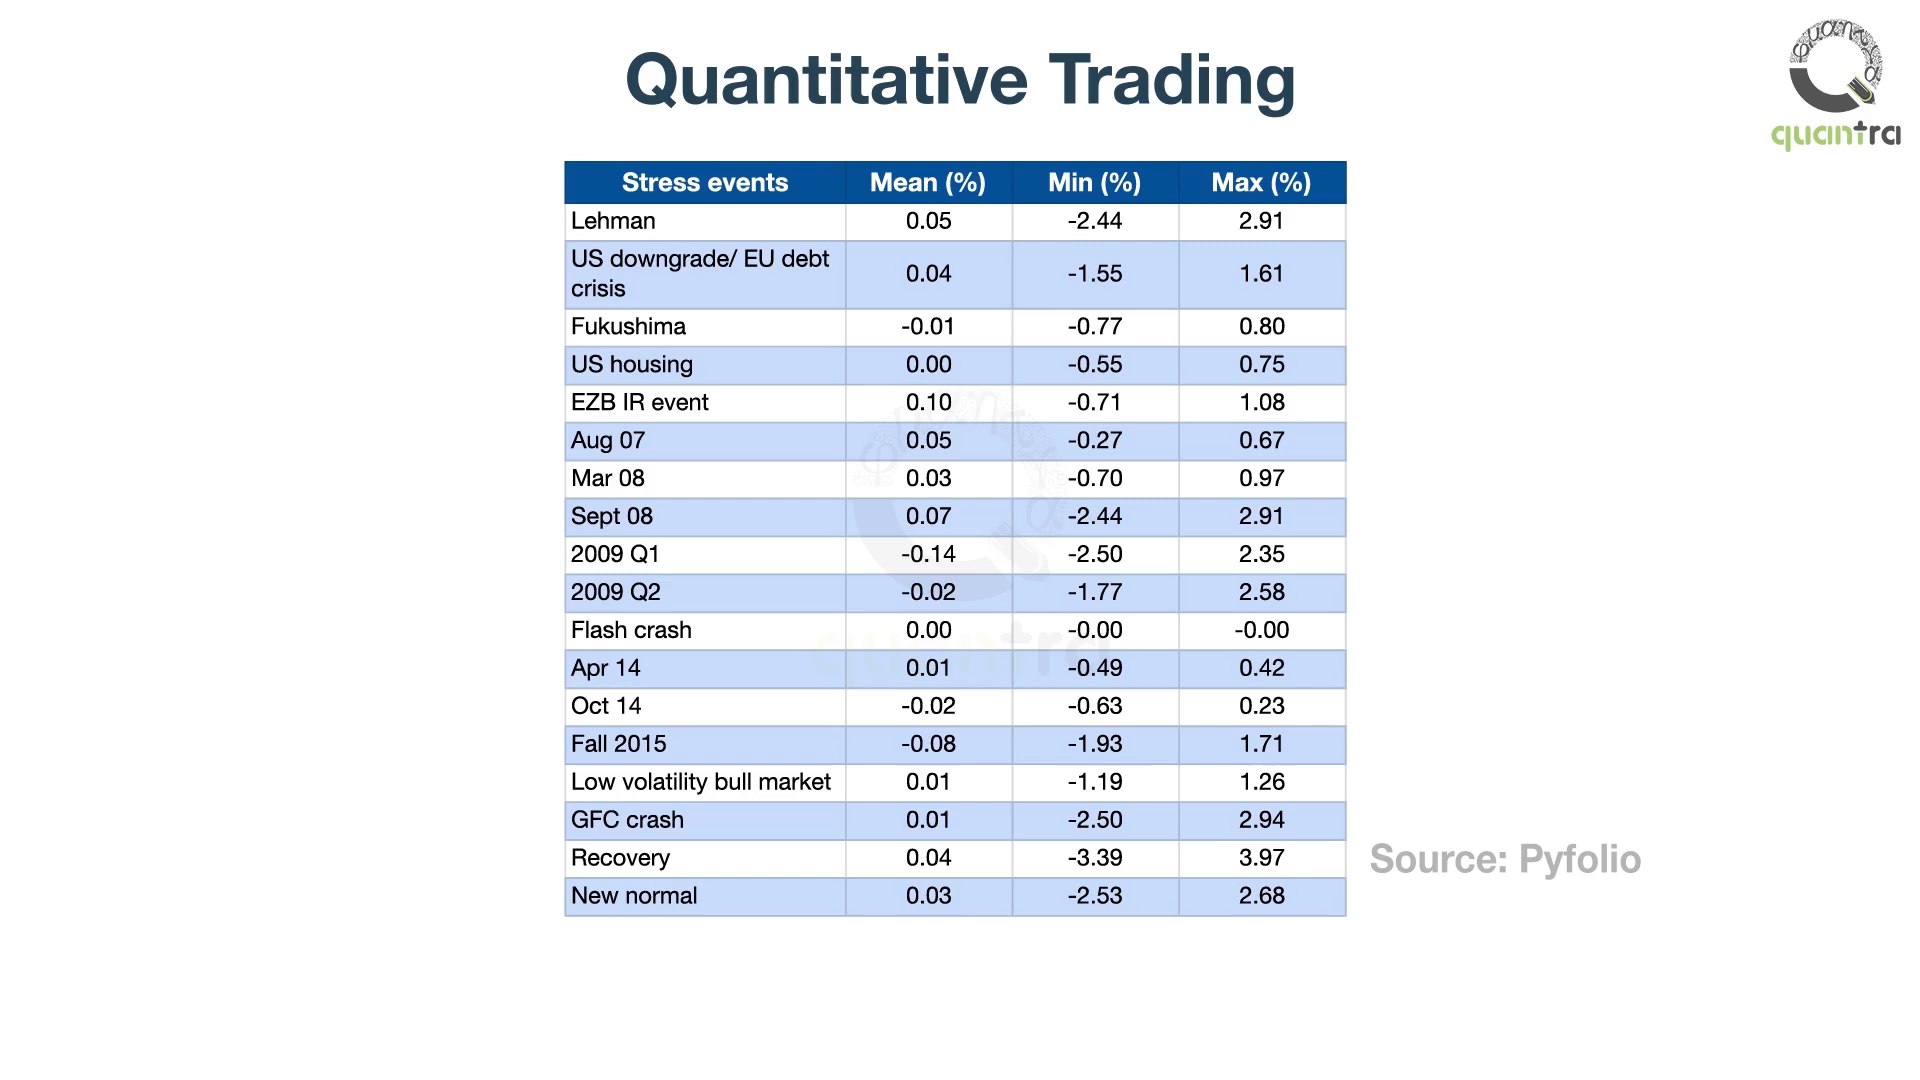 Quantitative Trading
quantra
Stress events Mean (%) Min (%) Max (%)
Lehman 0.05 -2.44 2.91
US downgrade/ EU debt
crisis 0.04 -1.55 1.61
Fukushima -0.01 -0.77 0.80
US housing 0.00 -0.55 0.75
EZB IR event 0.10 -0.71 1.08
Aug 07 0.05 -0.27 0.67
Mar 08 0.03 -0.70 0.97
Sept 08 0.07 -2.44 2.91
2009 Q1 -0.14 -2.50 2.35
2009 Q2 -0.02 -1.77 2.58
Flash crash 0.00 -0.00 -0.00
Apr 14 0.01 -0.49 0.42
Oct 14 -0.02 -0.63 0.23
Fall 2015 -0.08 -1.93 1.71
Low volatility bull market 0.01 -1.19 1.26
GFC crash 0.01 -2.50 2.94
Recovery 0.04 -3.39 3.97
New normal 0.03 -2.53 2.68
Source: Pyfolio
quantra